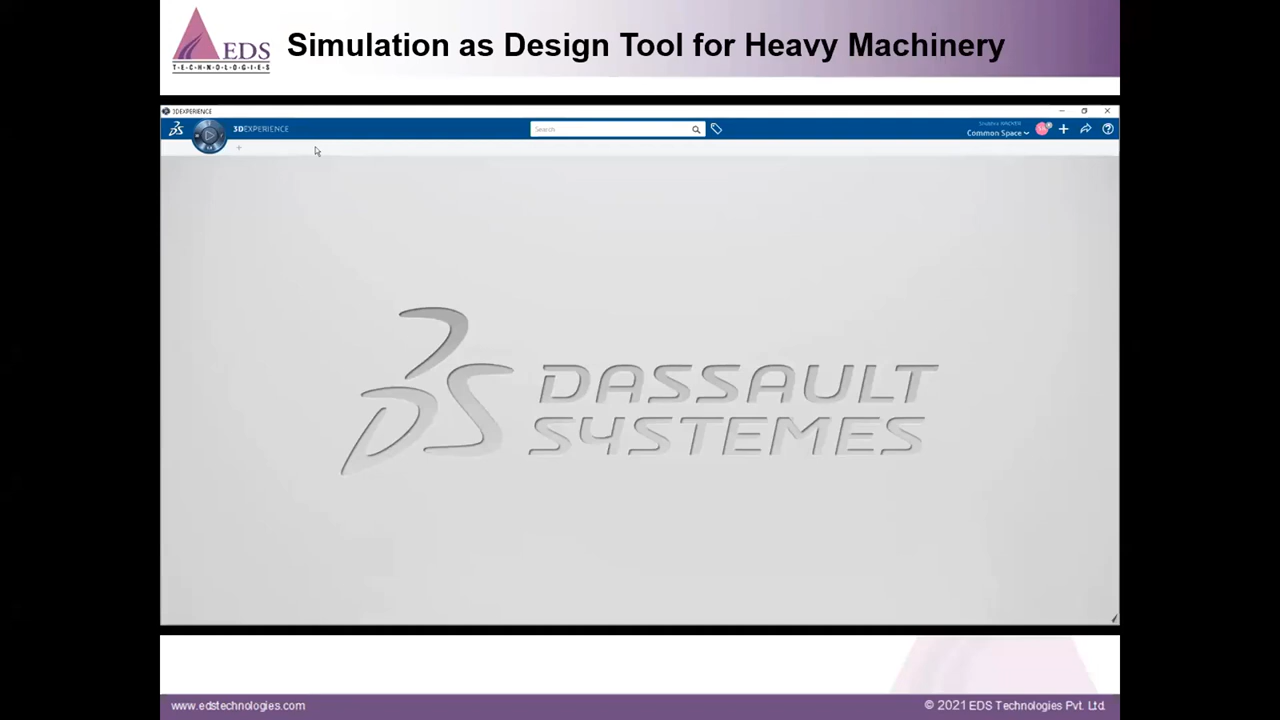 EDS
T·E·C·H·N·O·L·O·G·I·E·S
Simulation as Design Tool for Heavy Machinery
3DEXPERIENCE
3DEXPERIENCE
Search
Common Space
DASSAULT
SYSTEMES
www.edstechnologies.com
© 2021 EDS Technologies Pvt. Ltd.